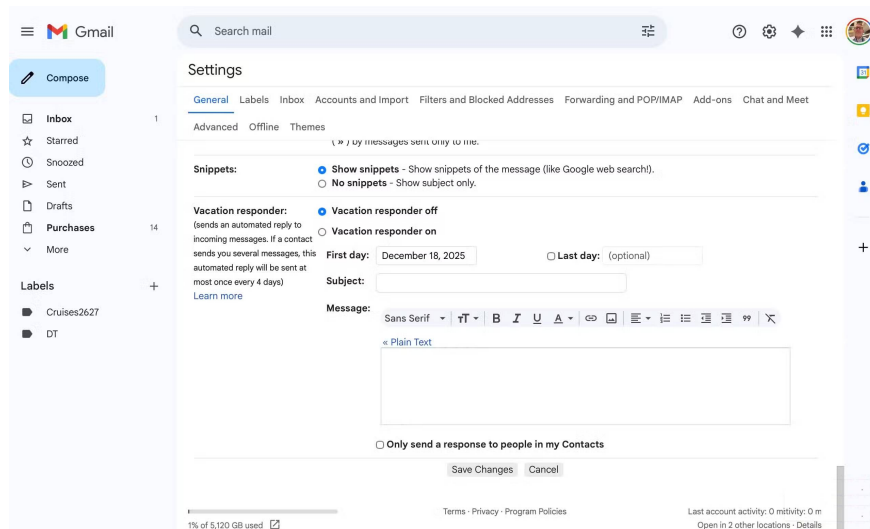 Gmail
Search mail
Compose
Inbox 1
Starred
Snoozed
Sent
Drafts
Purchases 14
More
Labels
Cruises2627
DT
Settings
General Labels Inbox Accounts and Import Filters and Blocked Addresses Forwarding and POP/IMAP Add-ons Chat and Meet
Advanced Offline Themes
( » ) by messages sent only to me.
Snippets:
Show snippets - Show snippets of the message (like Google web search!).
No snippets - Show subject only.
Vacation responder:
(sends an automated reply to
incoming messages. If a contact
sends you several messages, this
automated reply will be sent at
most once every 4 days)
Learn more
Vacation responder off
Vacation responder on
First day: December 18, 2025 Last day: (optional)
Subject:
Message:
Sans Serif
« Plain Text
Only send a response to people in my Contacts
Save Changes Cancel
1% of 5,120 GB used
Terms · Privacy · Program Policies
Last account activity: 0 mitivity: 0 m
Open in 2 other locations · Details
31